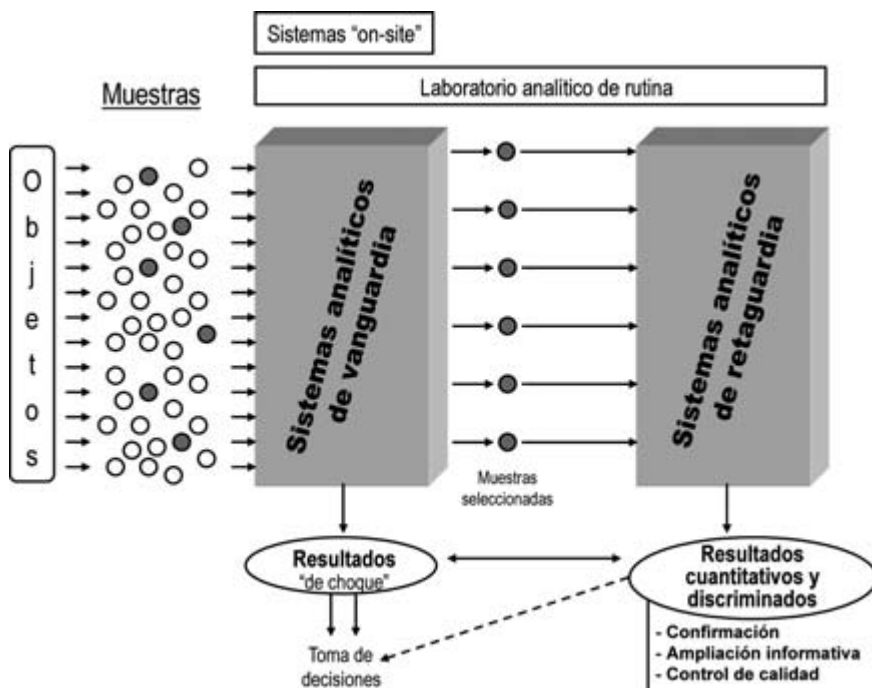 Sistemas “on-site”
Laboratorio analítico de rutina
Muestras
Objetos
Sistemas analíticos
de vanguardia
Muestras
seleccionadas
Sistemas analíticos
de retaguardia
Resultados
“de choque”
Resultados
cuantitativos y
discriminados
Toma de
decisiones
- Confirmación
- Ampliación informativa
- Control de calidad